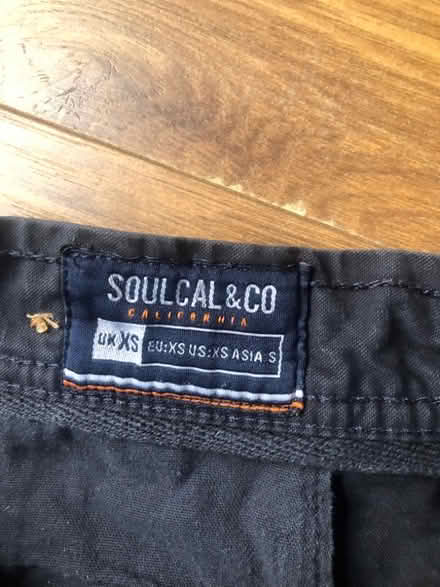 SOULCAL&CO
CALIFORNIA
UK XS EU:XS US:XS ASIA:S